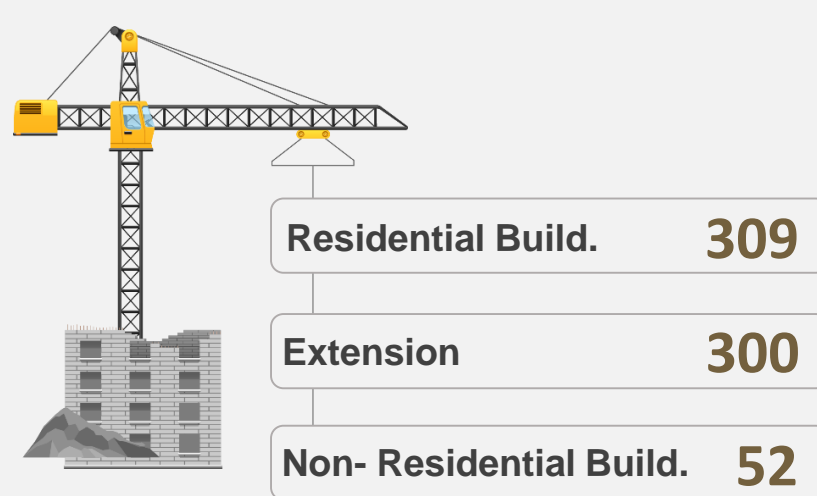 Residential Build. 309
Extension 300
Non- Residential Build. 52